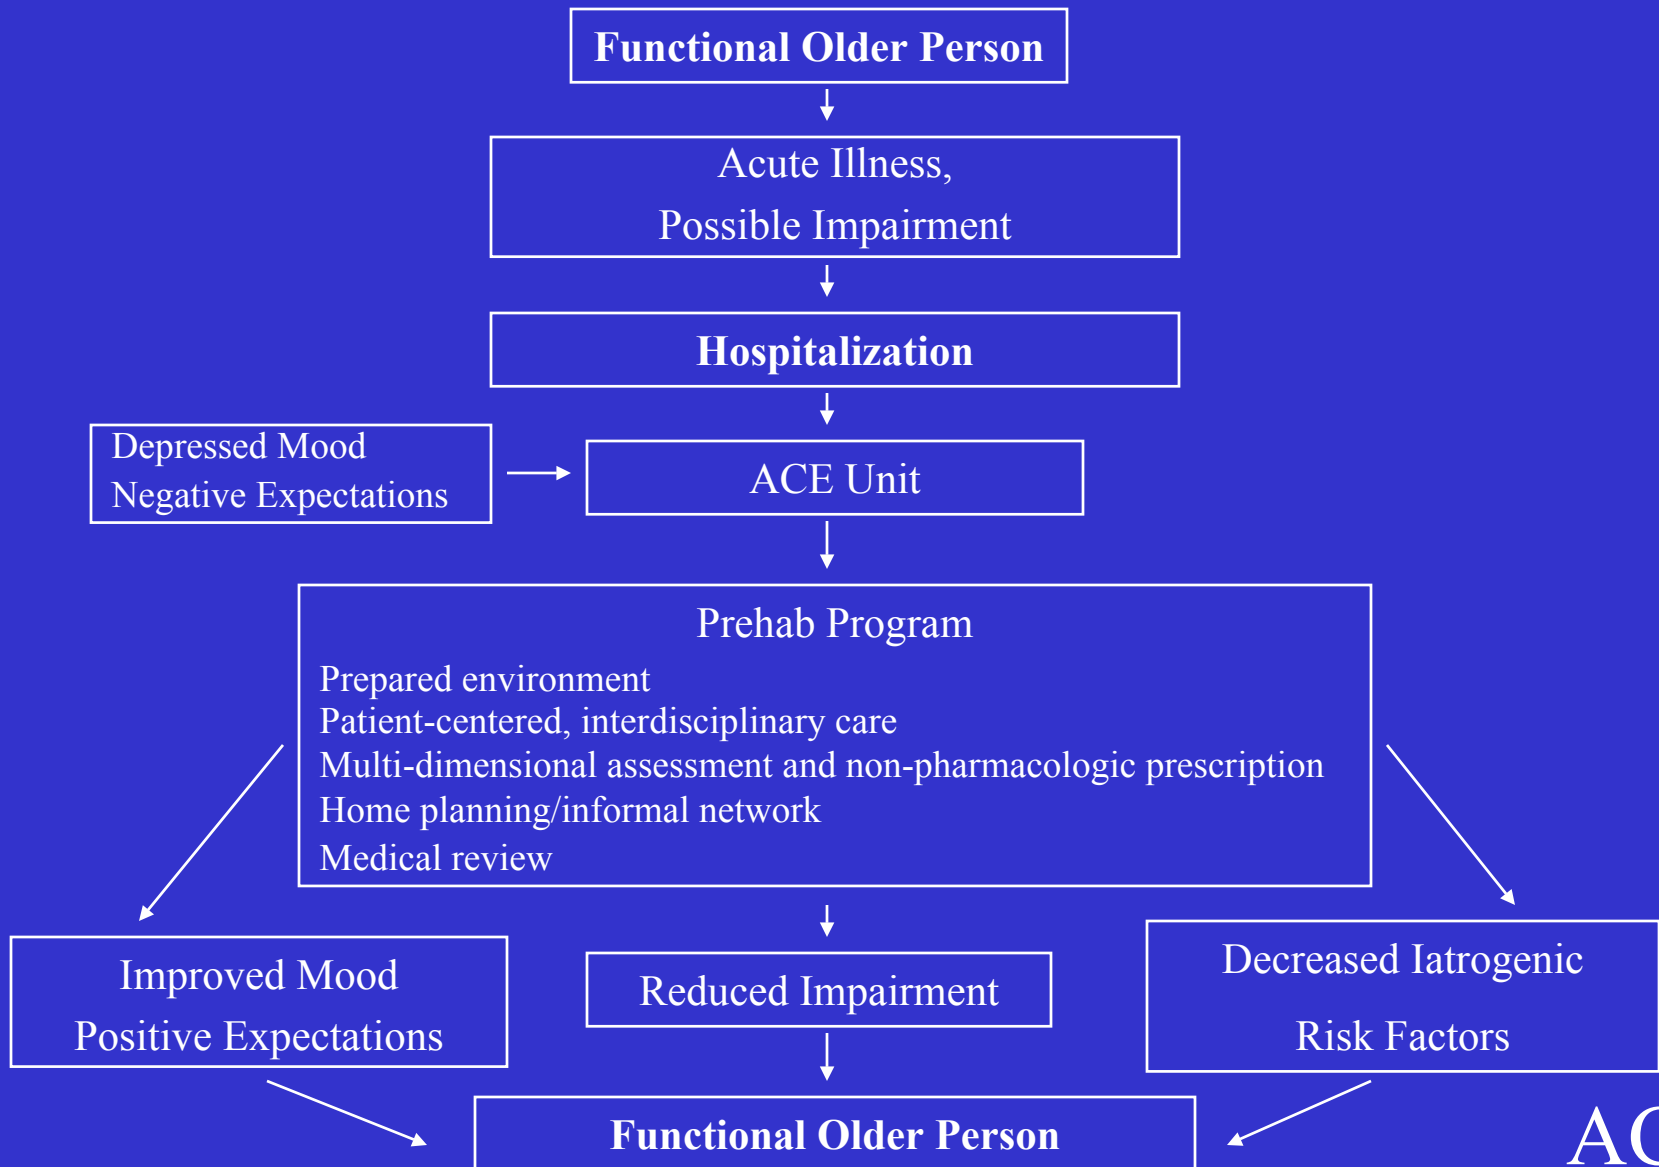 Functional Older Person
Acute Illness,
Possible Impairment
Hospitalization
Depressed Mood
Negative Expectations
ACE Unit
Prehab Program
Prepared environment
Patient-centered, interdisciplinary care
Multi-dimensional assessment and non-pharmacologic prescription
Home planning/informal network
Medical review
Improved Mood
Positive Expectations
Reduced Impairment
Decreased Iatrogenic
Risk Factors
Functional Older Person